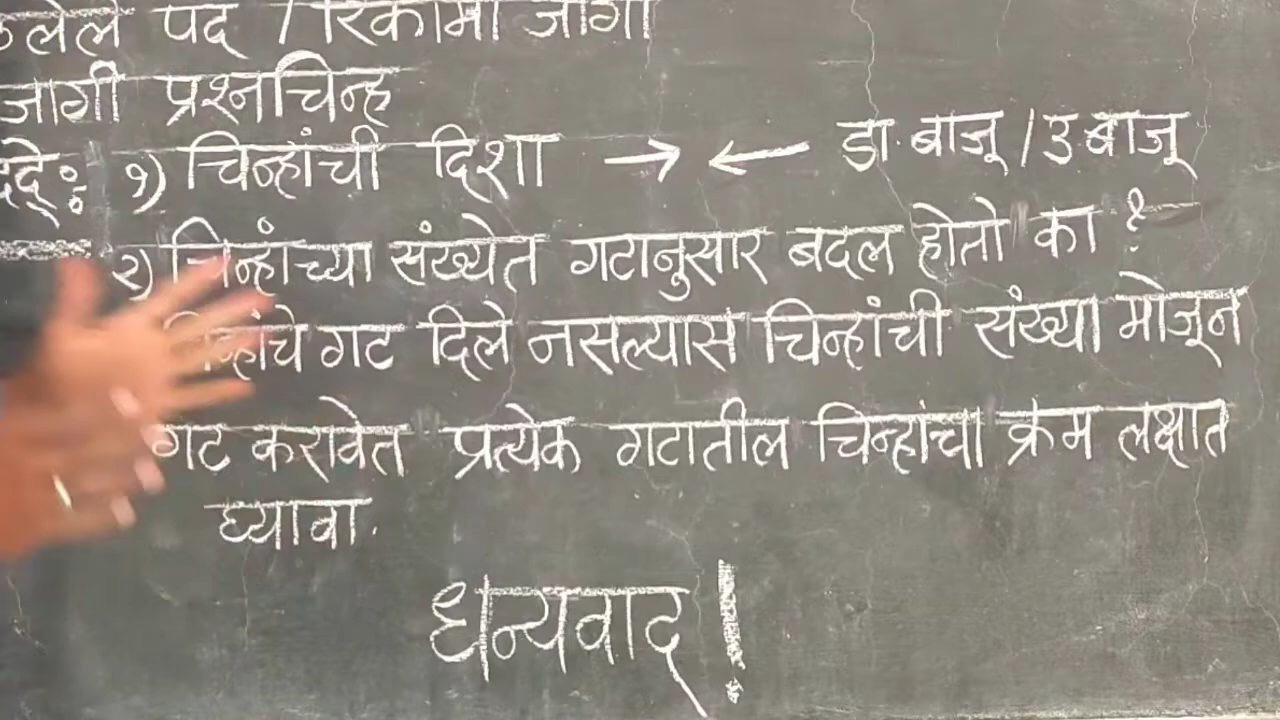 पद / रिकामी जागी
जागी प्रश्नचिन्ह
१) चिन्हांची दिशा → ← डा. बाजू / उ. बाजू
२) चिन्हांच्या संख्येत गटानुसार बदल होतो का ?
गट दिले नसल्यास चिन्हांची संख्या मोजून
गट करावेत प्रत्येक गटातील चिन्हांचा क्रम लक्षात
घ्यावा.
धन्यवाद !